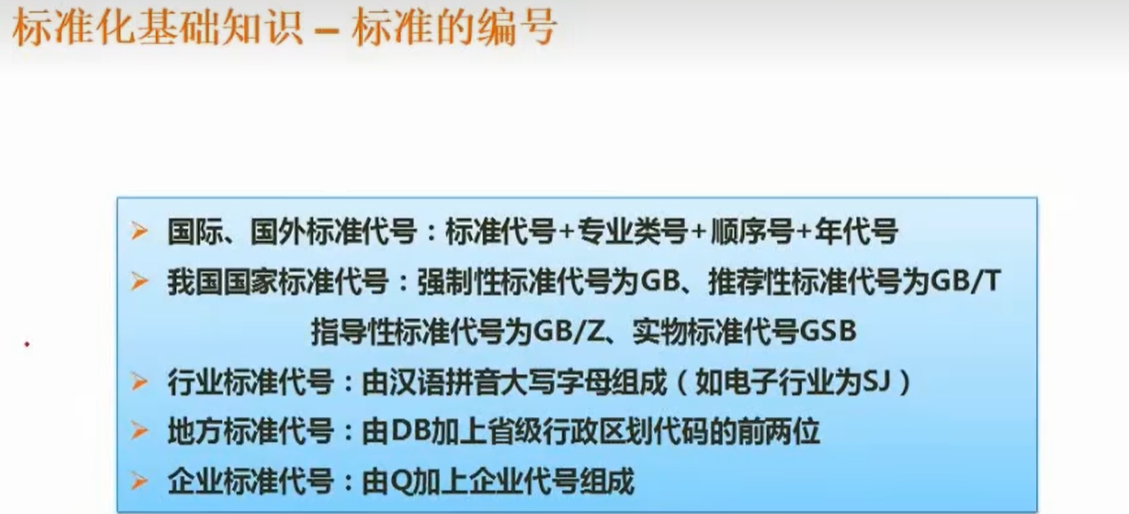 标准化基础知识 – 标准的编号
国际、国外标准代号：标准代号+专业类号+顺序号+年代号
我国国家标准代号：强制性标准代号为GB、推荐性标准代号为GB/T
指导性标准代号为GB/Z、实物标准代号GSB
行业标准代号：由汉语拼音大写字母组成（如电子行业为SJ）
地方标准代号：由DB加上省级行政区划代码的前两位
企业标准代号：由Q加上企业代号组成